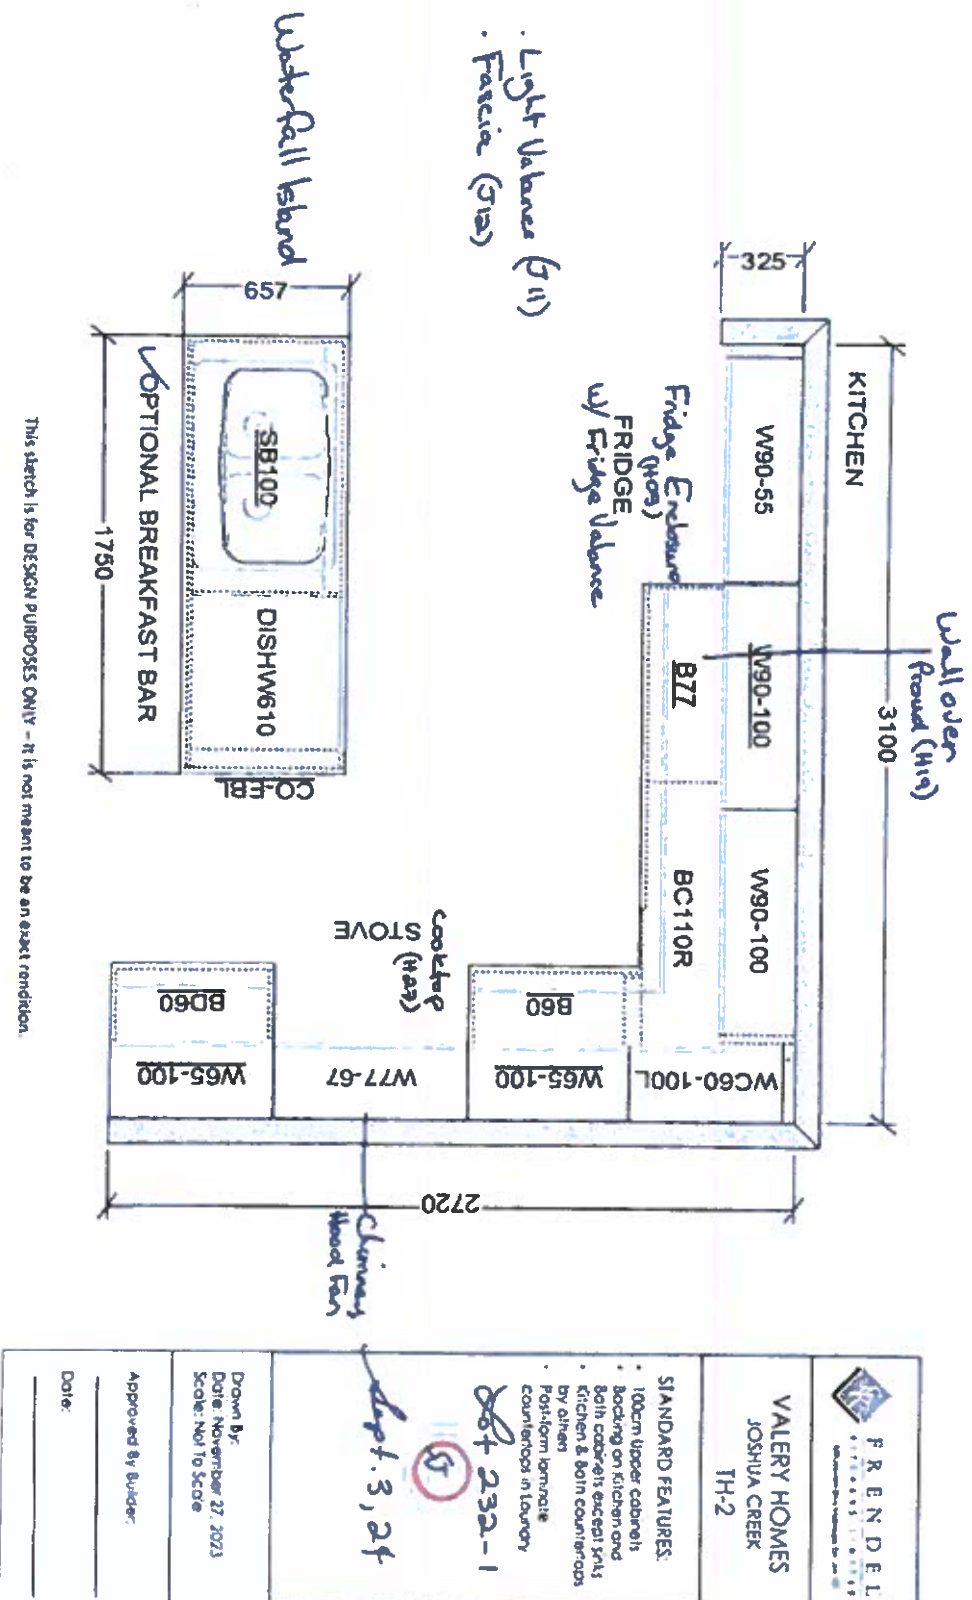 KITCHEN
3100
325
W90-55
W90-100
W90-100
Wall oven
Proud (H19)
Fridge Enclosure
(H09)
FRIDGE
w/ Fridge Valance
B77
BC110R
WC60-100L
W65-100
B60
W77-67
cooktop
STOVE
(H27)
W65-100
BD60
2720
Chimney
Hood Fan
· Light Valance (J11)
· Fascia (J12)
Waterfall Island
657
SB100
DISHW610
CO-EBL
✓OPTIONAL BREAKFAST BAR
1750
This sketch is for DESIGN PURPOSES ONLY - it is not meant to be an exact rendition.
FRENDEL
VALERY HOMES
JOSHUA CREEK
TH-2
STANDARD FEATURES:
· 100cm Upper cabinets
· Backing on Kitchen and
Bath cabinets except sinks
· Kitchen & Bath countertops
by others
· Post-form laminate
countertops in Laundry
Lot 232-1
Sept. 3, 24
Drawn By:
Date: November 27, 2023
Scale: Not To Scale
Approved By Builder:
Date: